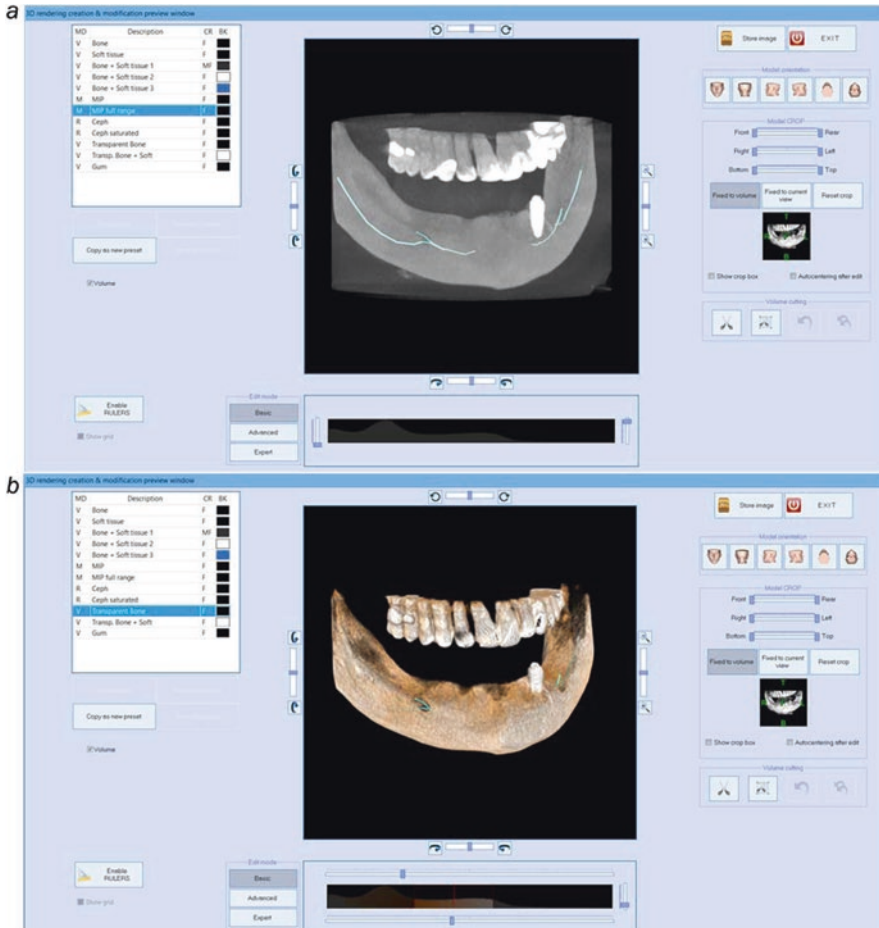 a
3D rendering creation & modification preview window
MD Description CR BK
V Bone F
V Soft tissue F
V Bone + Soft tissue 1 MF
V Bone + Soft tissue 2 F
V Bone + Soft tissue 3 F
M MIP F
M MIP full range F
R Ceph F
R Ceph saturated F
V Transparent Bone F
V Transp. Bone + Soft F
V Gum F
Copy as new preset
Volume
Enable RULERS
Show grid
Edit mode
Basic
Advanced
Expert
Store image
EXIT
Model orientation
Model CROP
Front Rear
Right Left
Bottom Top
Fixed to volume
Fixed to current view
Reset crop
Show crop box
Autocentering after edit
Volume cutting
b
3D rendering creation & modification preview window
MD Description CR BK
V Bone F
V Soft tissue F
V Bone + Soft tissue 1 MF
V Bone + Soft tissue 2 F
V Bone + Soft tissue 3 F
M MIP F
M MIP full range F
R Ceph F
R Ceph saturated F
V Transparent Bone F
V Transp. Bone + Soft F
V Gum F
Copy as new preset
Volume
Enable RULERS
Show grid
Edit mode
Basic
Advanced
Expert
Store image
EXIT
Model orientation
Model CROP
Front Rear
Right Left
Bottom Top
Fixed to volume
Fixed to current view
Reset crop
Show crop box
Autocentering after edit
Volume cutting